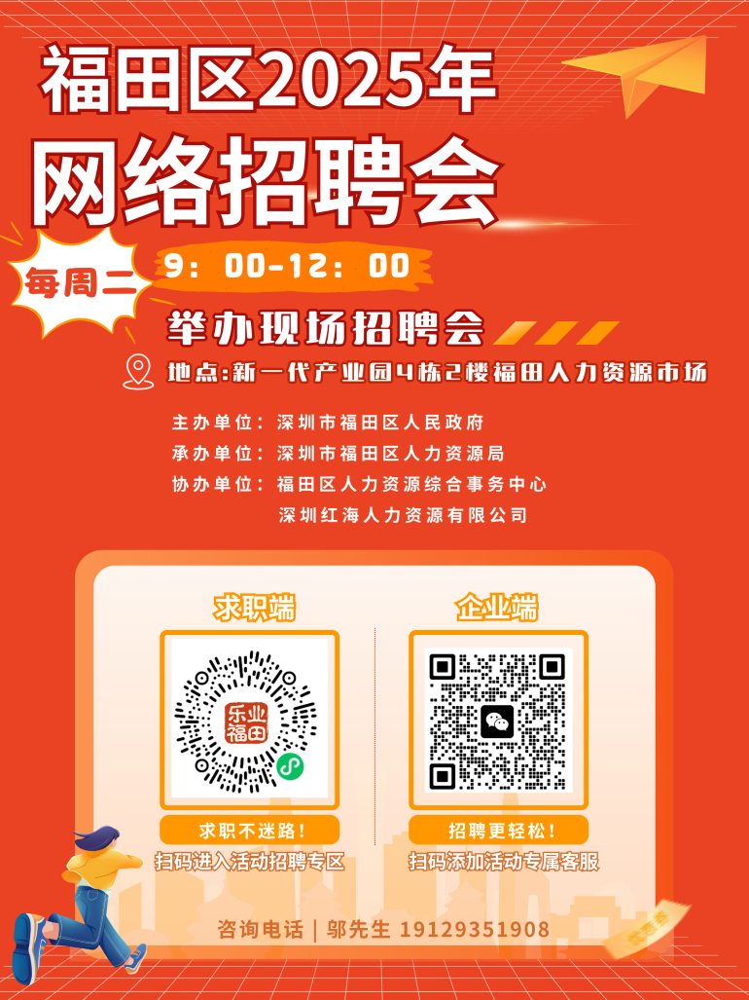 福田区2025年
网络招聘会
每周二
9：00-12：00
举办现场招聘会
地点:新一代产业园4栋2楼福田人力资源市场
主办单位：深圳市福田区人民政府
承办单位：深圳市福田区人力资源局
协办单位：福田区人力资源综合事务中心
深圳红海人力资源有限公司
求职端
企业端
乐业
福田
求职不迷路！
招聘更轻松！
扫码进入活动招聘专区
扫码添加活动专属客服
咨询电话 | 邬先生 19129351908